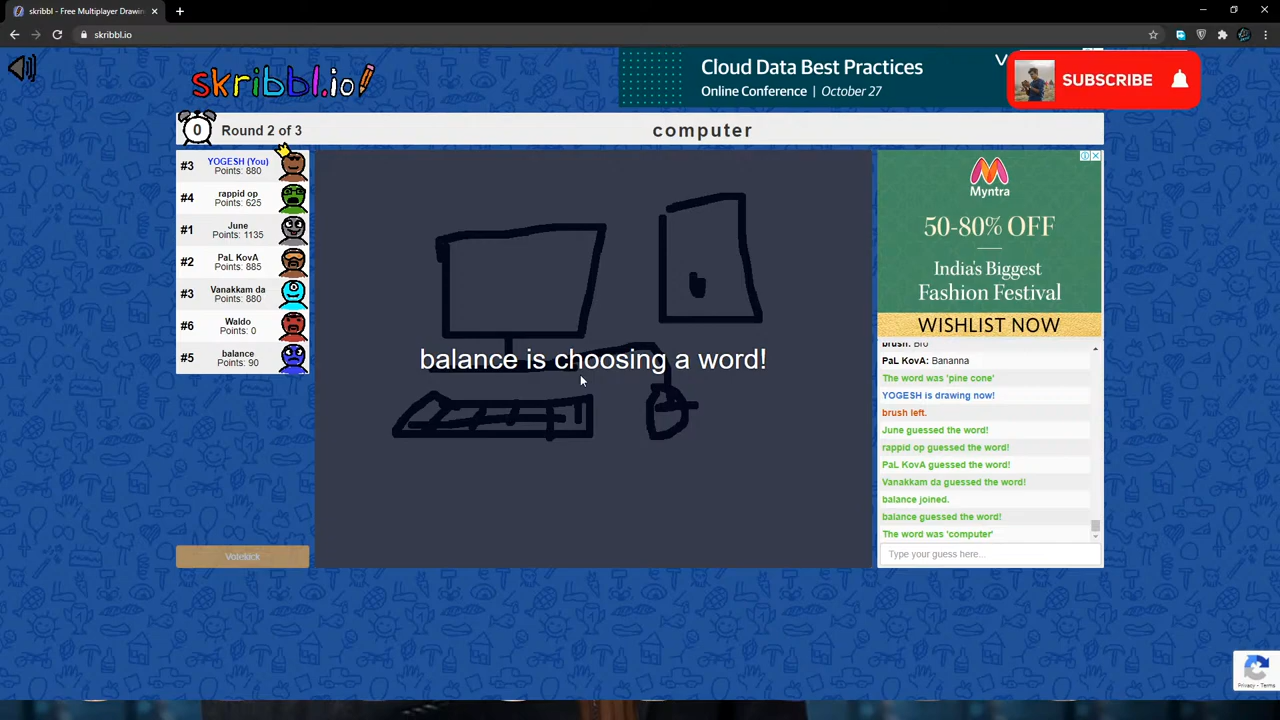 skribbl - Free Multiplayer Drawin
skribbl.io
skribbl.io
Cloud Data Best Practices
Online Conference | October 27
V
SUBSCRIBE
0
Round 2 of 3
computer
#3
YOGESH (You)
Points: 880
#4
rappid op
Points: 625
#1
June
Points: 1135
#2
PaL KovA
Points: 885
#3
Vanakkam da
Points: 880
#6
Waldo
Points: 0
#5
balance
Points: 90
Votekick
balance is choosing a word!
Myntra
50-80% OFF
India's Biggest
Fashion Festival
WISHLIST NOW
brush: Bro
PaL KovA: Bananna
The word was 'pine cone'
YOGESH is drawing now!
brush left.
June guessed the word!
rappid op guessed the word!
PaL KovA guessed the word!
Vanakkam da guessed the word!
balance joined.
balance guessed the word!
The word was 'computer'
Type your guess here...
Privacy - Terms